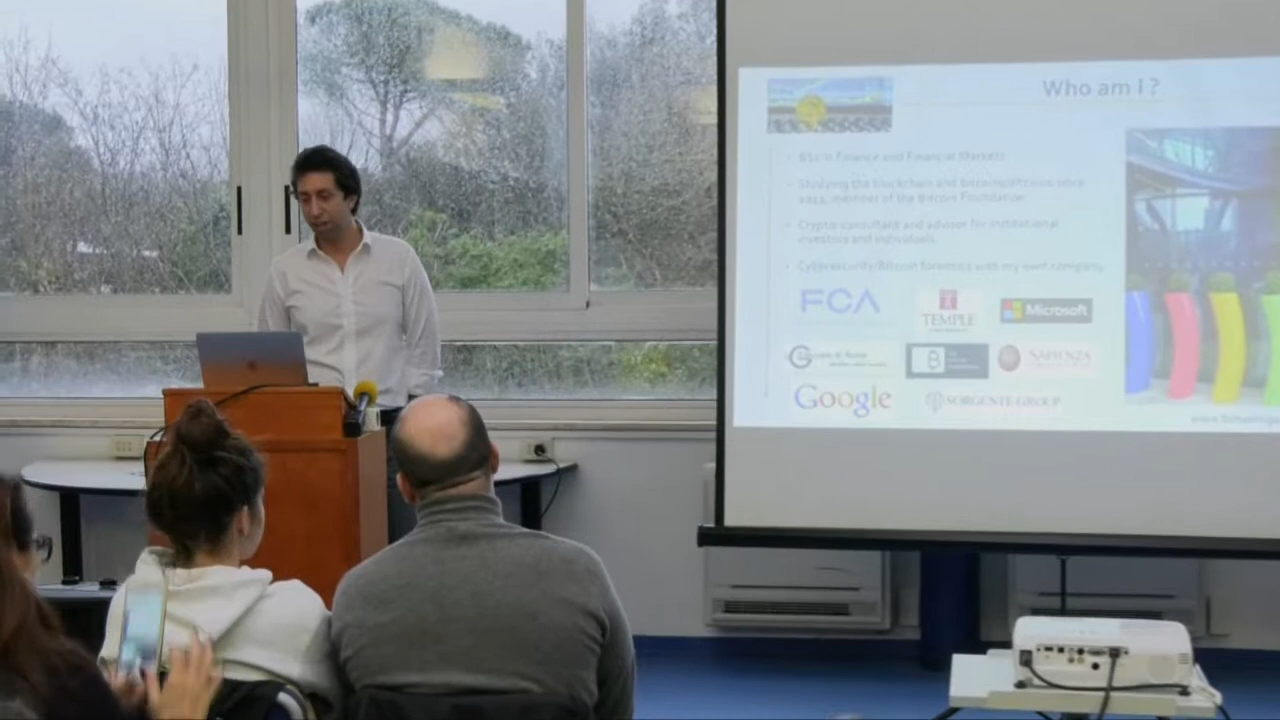 Who am I ?
BSc in Finance and Financial Markets
Studying the blockchain and
member of the Bitcoin Foundation
Crypto consultant and advisor for institutional
investors and individuals.
Cybersecurity/Bitcoin forensics with my own company
FCA
TEMPLE
Microsoft
SAPIENZA
Google
SORGENTE GROUP